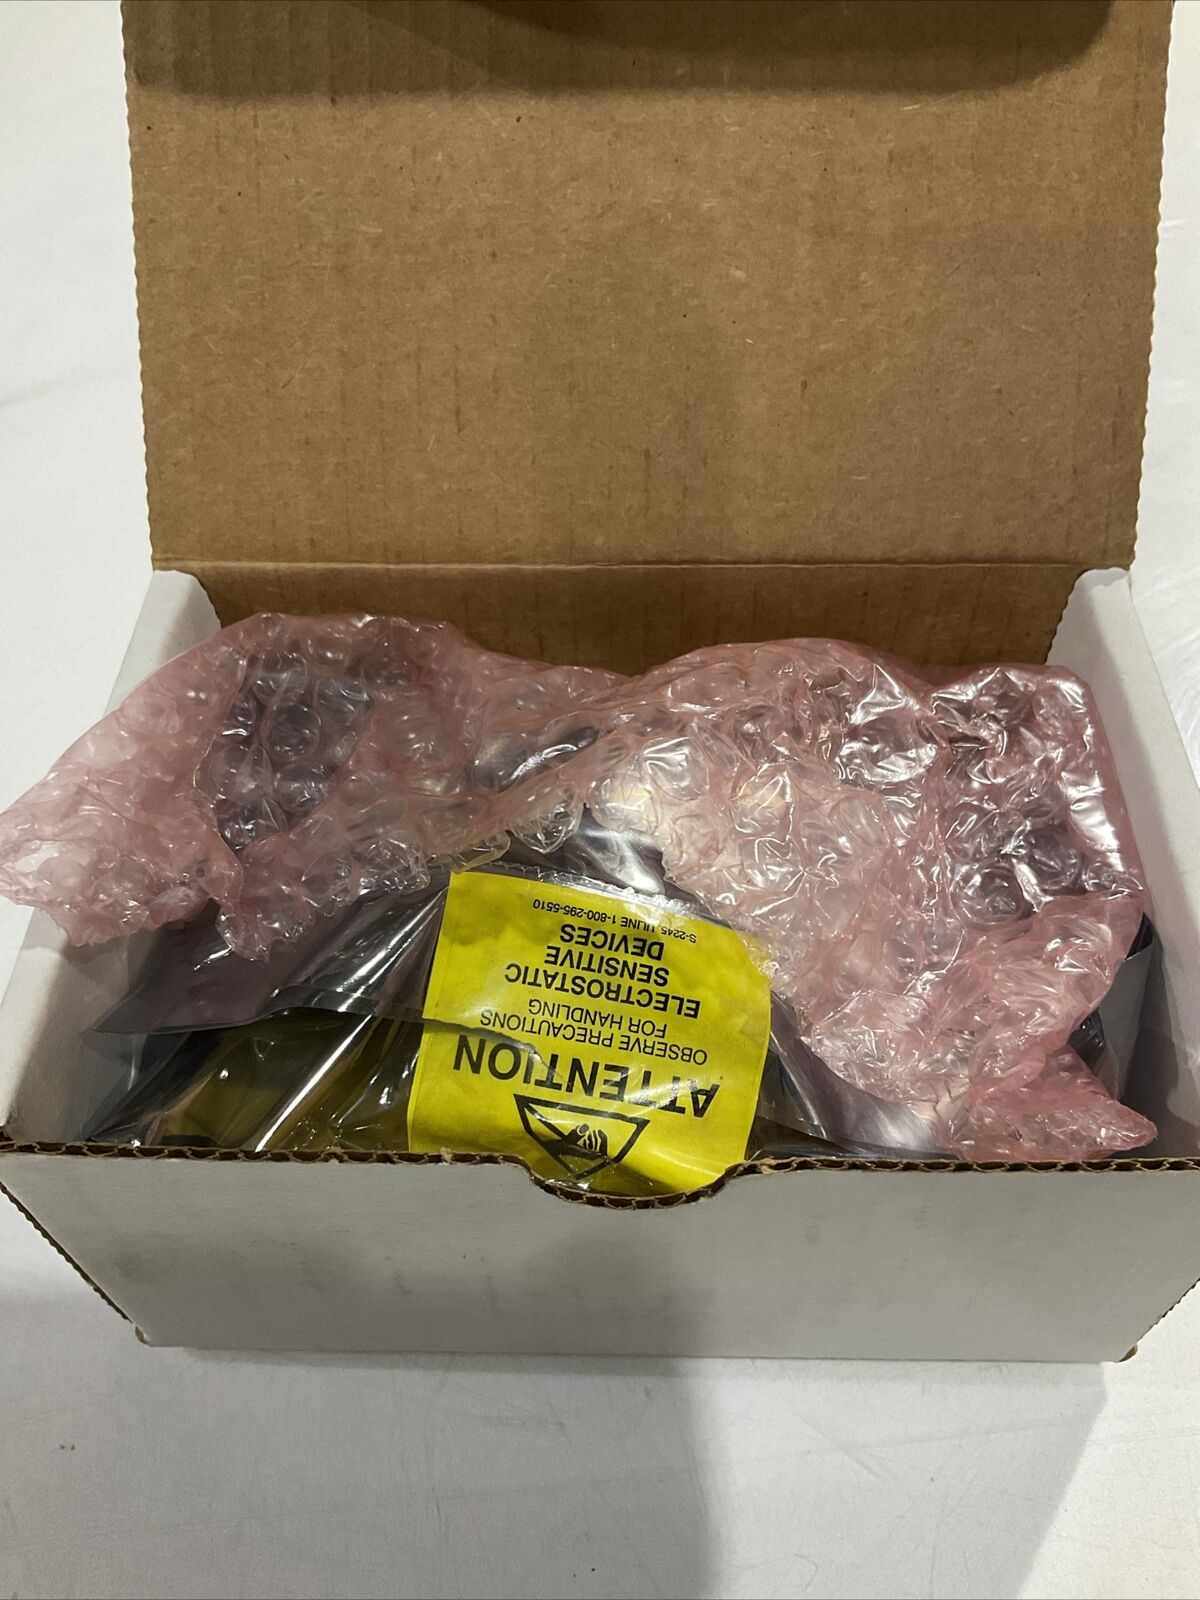 ATTENTION
OBSERVE PRECAUTIONS
FOR HANDLING
ELECTROSTATIC
SENSITIVE
DEVICES
S-2245, ULINE 1-800-295-5510